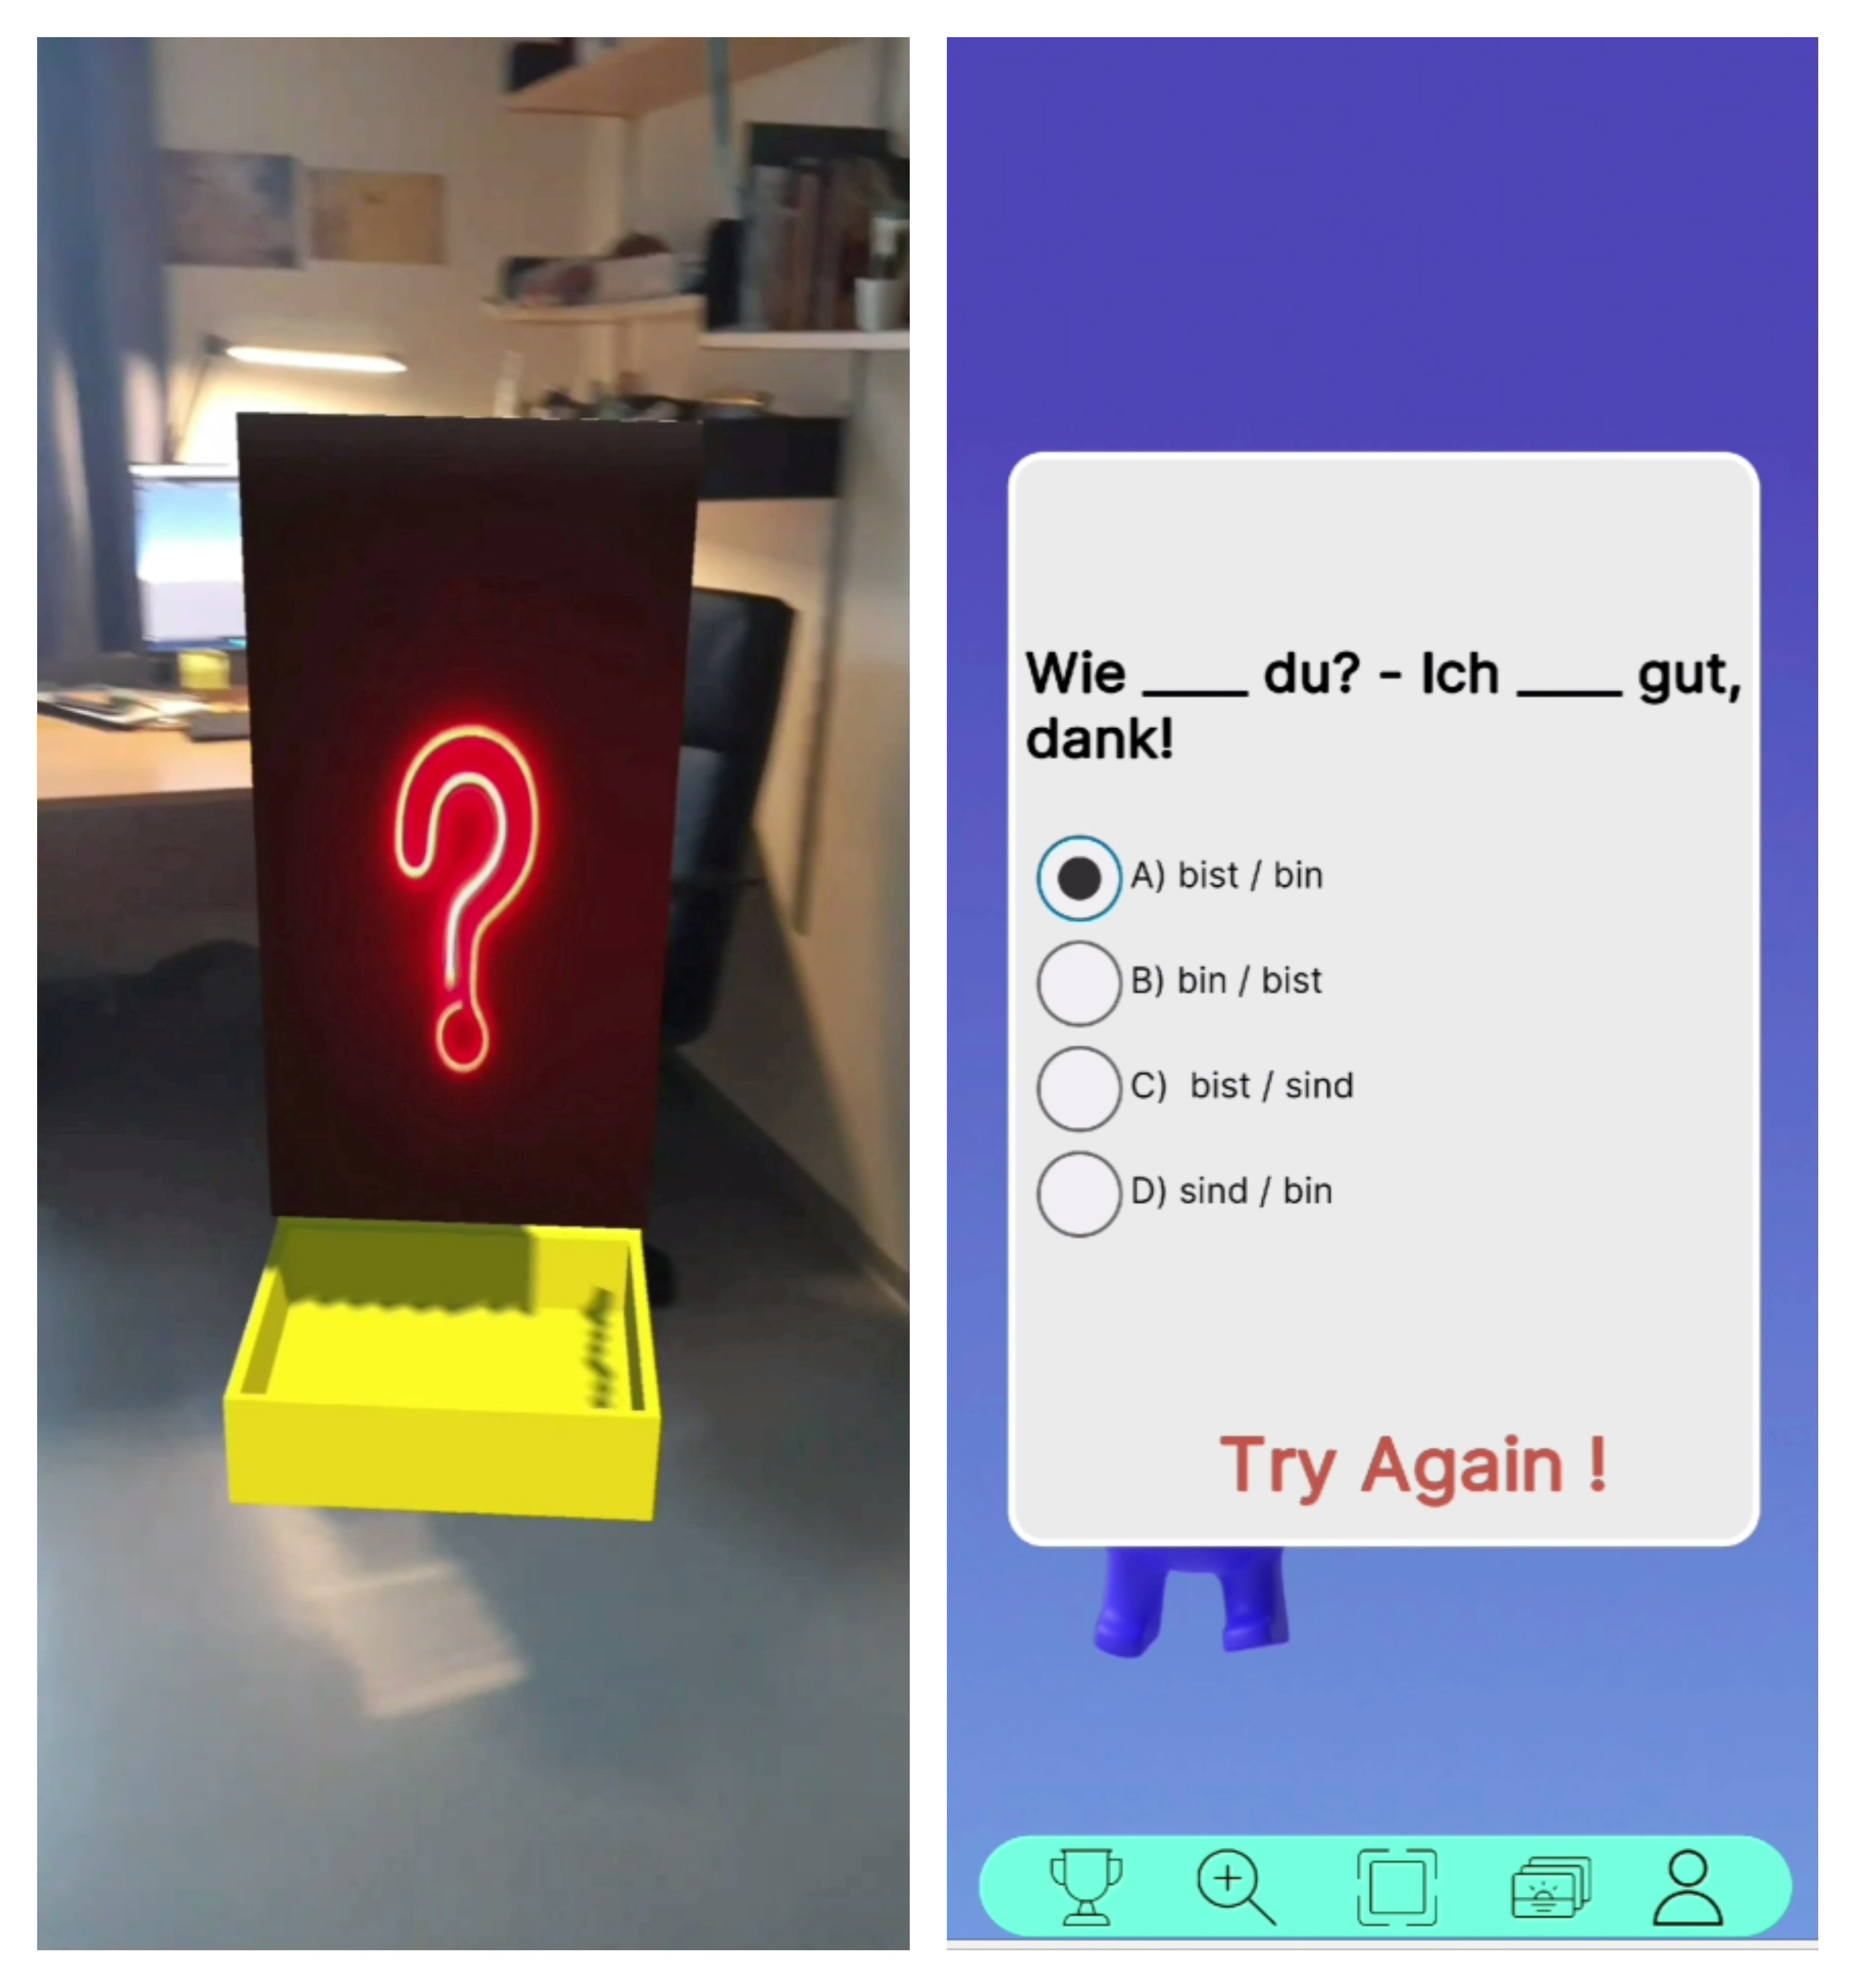 Wie ____ du? - Ich ____ gut,
dank!
A) bist / bin
B) bin / bist
C) bist / sind
D) sind / bin
Try Again !